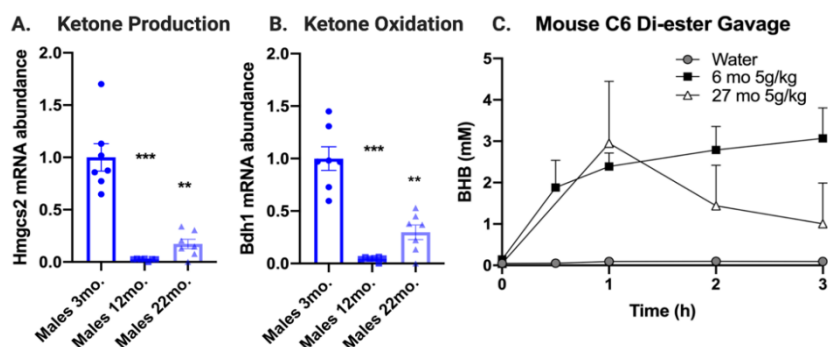 A. Ketone Production
Hmgcs2 mRNA abundance
2.0
1.5
1.0
0.5
0.0
***
**
Males 3mo.
Males 12mo.
Males 22mo.
B. Ketone Oxidation
Bdh1 mRNA abundance
2.0
1.5
1.0
0.5
0.0
***
**
Males 3mo.
Males 12mo.
Males 22mo.
C. Mouse C6 Di-ester Gavage
Water
6 mo 5g/kg
27 mo 5g/kg
BHB (mM)
5
4
3
2
1
0
0
1
2
3
Time (h)